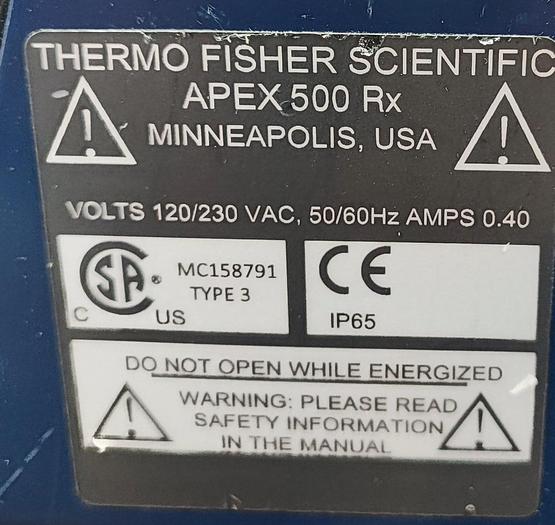 THERMO FISHER SCIENTIFIC
APEX 500 Rx
MINNEAPOLIS, USA
VOLTS 120/230 VAC, 50/60Hz AMPS 0.40
SA ® MC158791
TYPE 3
C US
CE
IP65
DO NOT OPEN WHILE ENERGIZED
WARNING: PLEASE READ
SAFETY INFORMATION
IN THE MANUAL